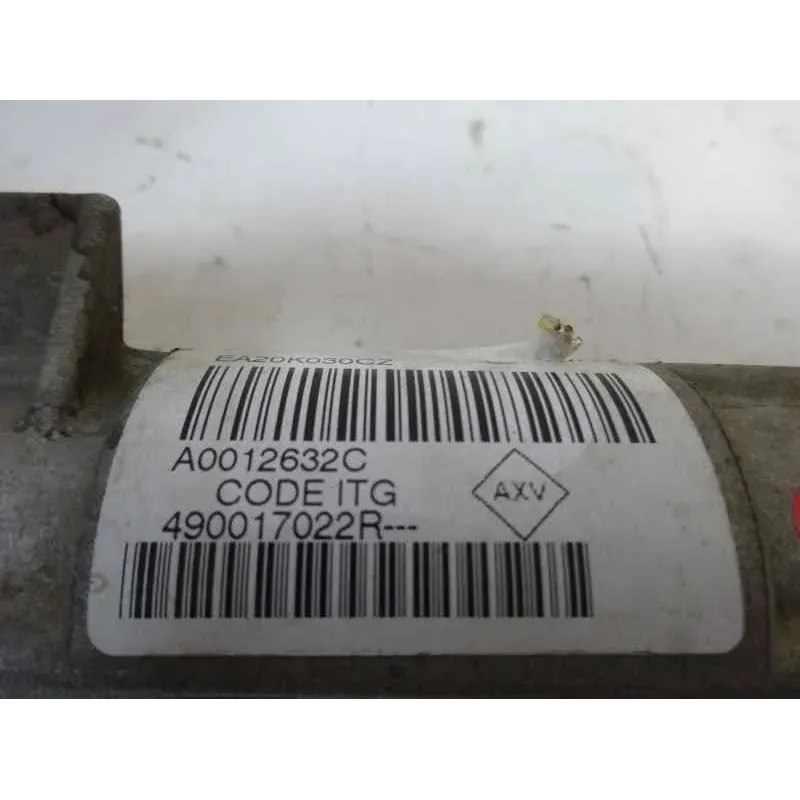 EA20K030CZ
A0012632C
CODE ITG
AXV
490017022R---